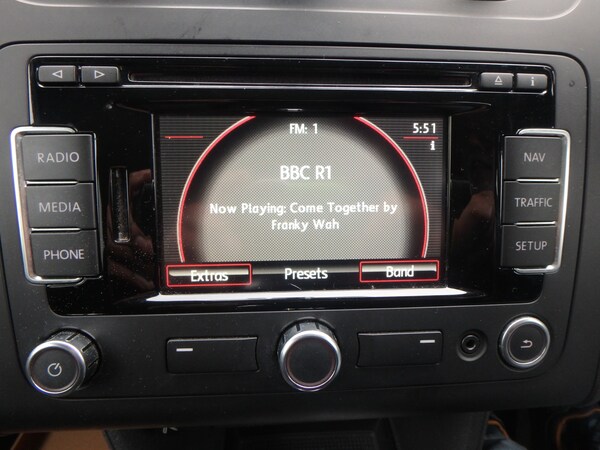 FM: 1
5:51
i
i
BBC R1
RADIO
MEDIA
PHONE
Now Playing: Come Together by
Franky Wah
NAV
TRAFFIC
SETUP
Extras
Presets
Band